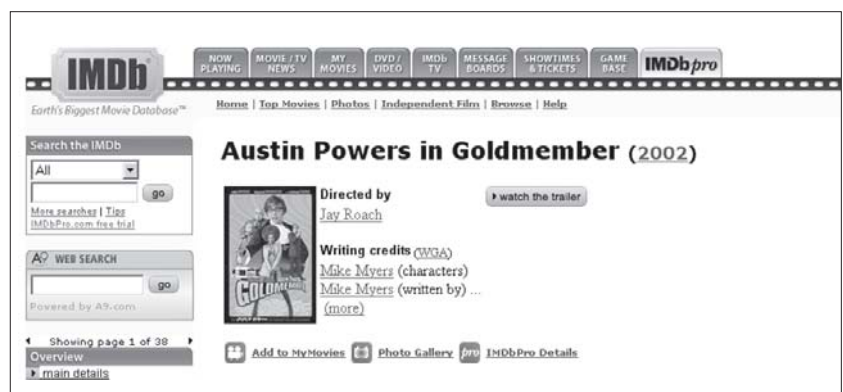 NOW PLAYING
MOVIE / TV NEWS
MY MOVIES
DVD / VIDEO
IMDb TV
MESSAGE BOARDS
SHOWTIMES & TICKETS
GAME BASE
IMDb pro
IMDb
Earth's Biggest Movie Database™
Home | Top Movies | Photos | Independent Film | Browse | Help
Search the IMDb
All
go
More searches | Tips
IMDbPro.com free trial
A9 WEB SEARCH
go
Powered by A9.com
Showing page 1 of 38
Overview
main details
Austin Powers in Goldmember (2002)
GOLDMEMBER
Directed by
Jay Roach
watch the trailer
Writing credits (WGA)
Mike Myers (characters)
Mike Myers (written by) ...
(more)
Add to MyMovies
Photo Gallery
pro IMDbPro Details